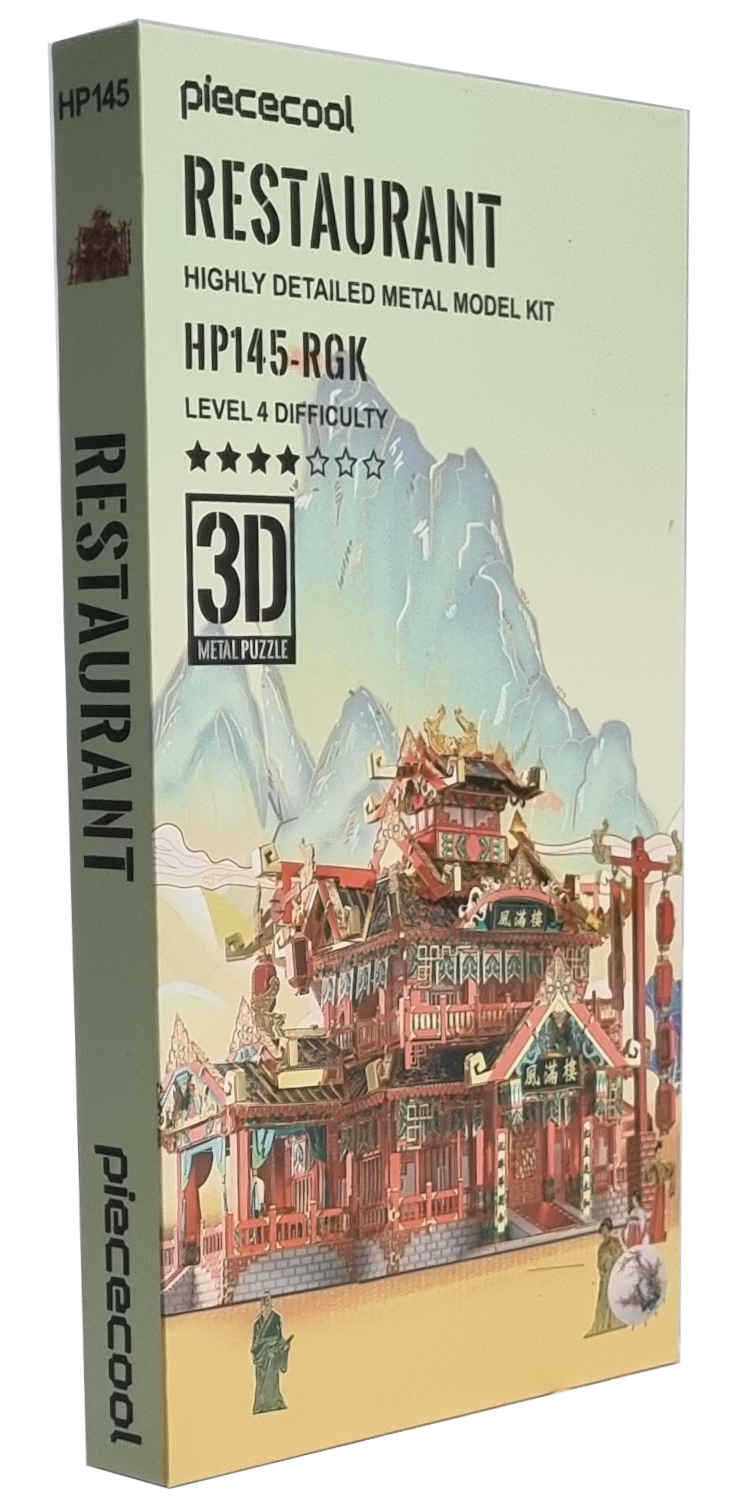 HP145
RESTAURANT
piececool
piececool
RESTAURANT
HIGHLY DETAILED METAL MODEL KIT
HP145-RGK
LEVEL 4 DIFFICULTY
3D
METAL PUZZLE
風滿樓
風滿樓